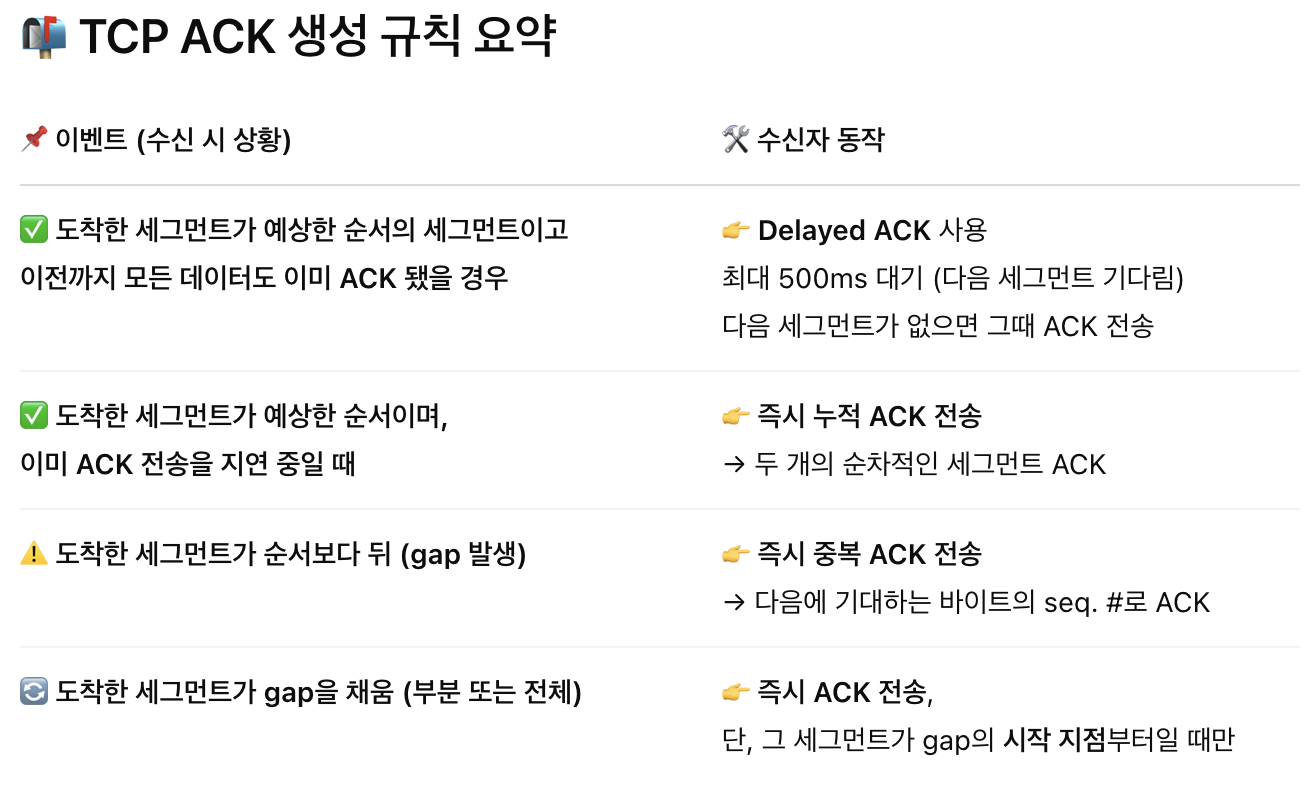 📬 TCP ACK 생성 규칙 요약
📌 이벤트 (수신 시 상황)
🛠️ 수신자 동작
✅ 도착한 세그먼트가 예상한 순서의 세그먼트이고
이전까지 모든 데이터도 이미 ACK 됐을 경우
👉 Delayed ACK 사용
최대 500ms 대기 (다음 세그먼트 기다림)
다음 세그먼트가 없으면 그때 ACK 전송
✅ 도착한 세그먼트가 예상한 순서이며,
이미 ACK 전송을 지연 중일 때
👉 즉시 누적 ACK 전송
→ 두 개의 순차적인 세그먼트 ACK
⚠️ 도착한 세그먼트가 순서보다 뒤 (gap 발생)
👉 즉시 중복 ACK 전송
→ 다음에 기대하는 바이트의 seq. #로 ACK
🔄 도착한 세그먼트가 gap을 채움 (부분 또는 전체)
👉 즉시 ACK 전송,
단, 그 세그먼트가 gap의 시작 지점부터일 때만